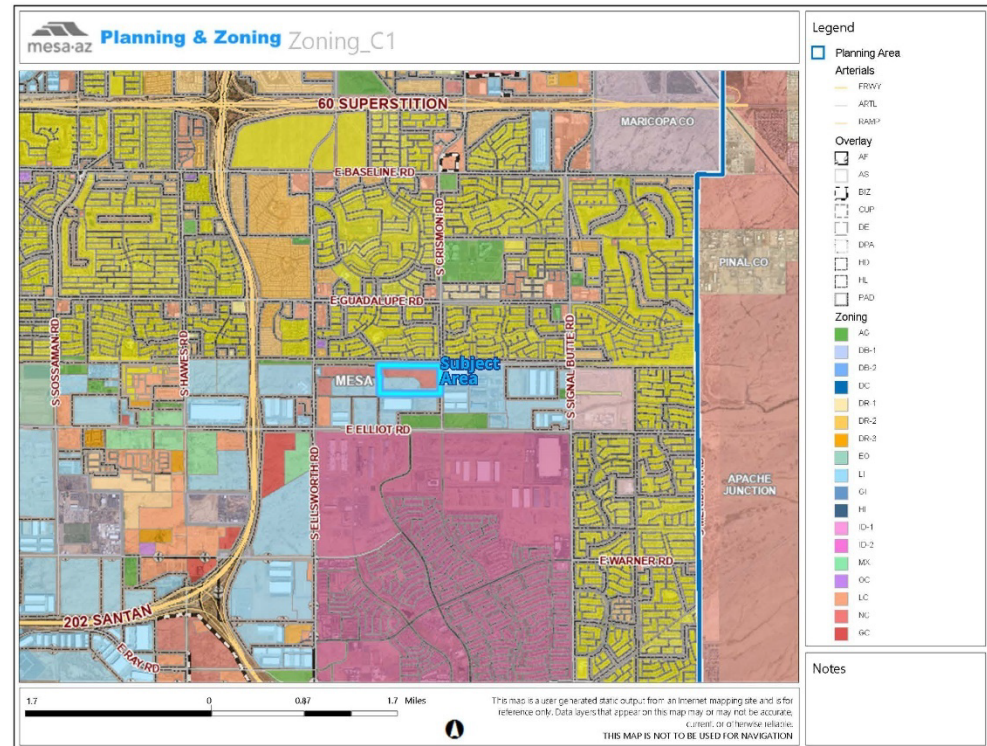 mesa·az Planning & Zoning Zoning_C1
60 SUPERSTITION
MARICOPA CO
E BASELINE RD
S CRISMON RD
PINAL CO
E GUADALUPE RD
S SOSSAMAN RD
S HAWES RD
S SIGNAL BUTTE RD
Subject
Area
MESA
E ELLIOT RD
S ELLSWORTH RD
APACHE
JUNCTION
E WARNER RD
202 SANTAN
E RAY RD
1.7 0 0.87 1.7 Miles
This map is a user generated static output from an Internet mapping site and is for
reference only. Data layers that appear on this map may or may not be accurate,
current, or otherwise reliable.
THIS MAP IS NOT TO BE USED FOR NAVIGATION
Legend
Planning Area
Arterials
FRWY
ARTL
RAMP
Overlay
AF
AS
BIZ
CUP
DE
DPA
HD
HL
PAD
Zoning
AG
DB-1
DB-2
DC
DR-1
DR-2
DR-3
EO
LI
GI
HI
ID-1
ID-2
MX
OC
LC
NC
GC
Notes